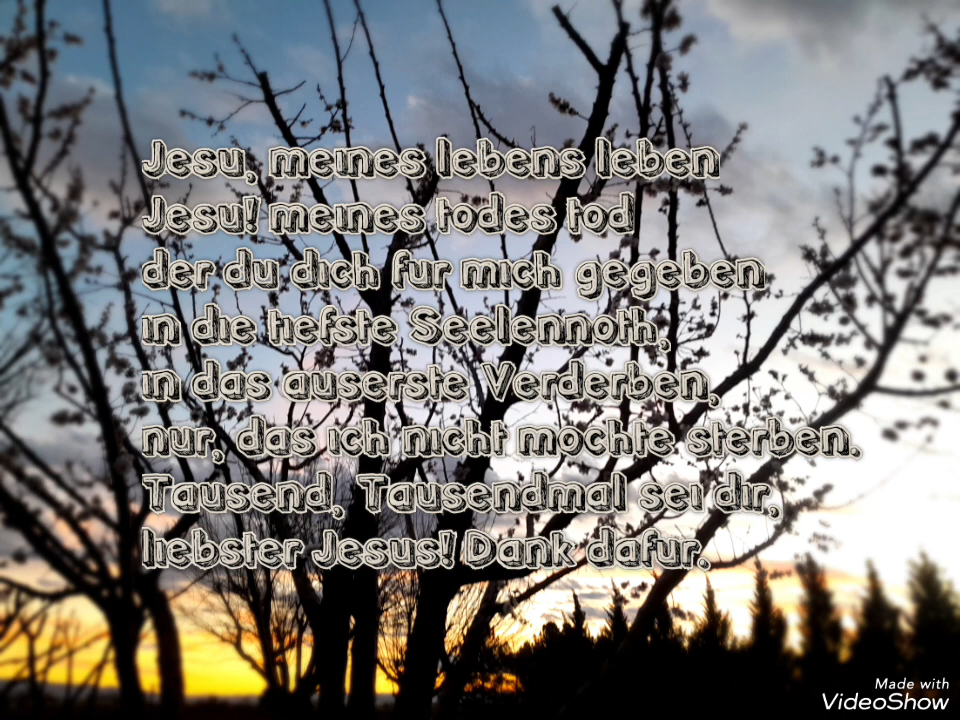 Jesu, meines lebens leben
Jesu! meines todes tod
der du dich fur mich gegeben
in die tiefste Seelennoth,
in das auserste Verderben,
nur, das ich nicht mochte sterben.
Tausend, Tausendmal sei dir,
liebster Jesus! Dank dafur.
Made with
VideoShow